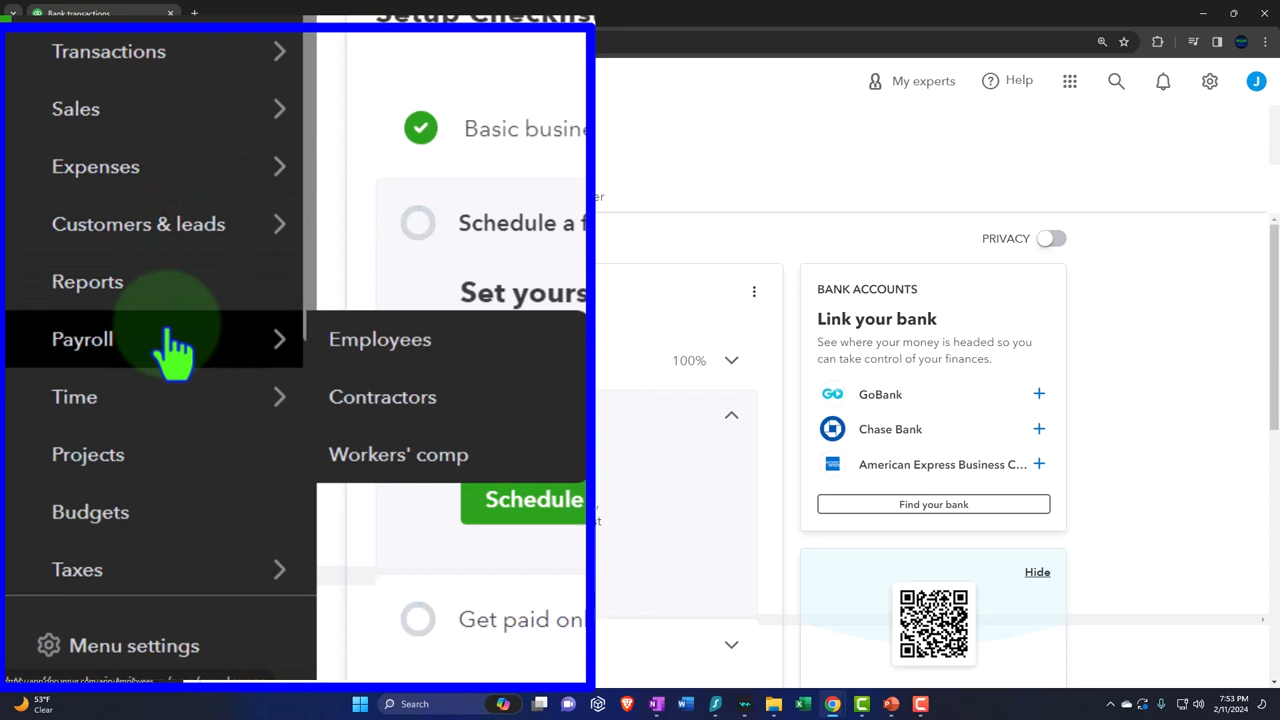 Bank transactions
Setup Checklist
Transactions
Sales
Expenses
Customers & leads
Reports
Payroll
Time
Projects
Budgets
Taxes
Menu settings
Employees
Contractors
Workers' comp
Basic busine
Schedule a f
Set yours
Schedule
Get paid onl
My experts
Help
J
er
PRIVACY
100%
BANK ACCOUNTS
Link your bank
See where your money is headed so you
can take control of your finances.
GoBank
Chase Bank
American Express Business C...
Find your bank
Hide
53°F
Clear
Search
7:53 PM
2/11/2024